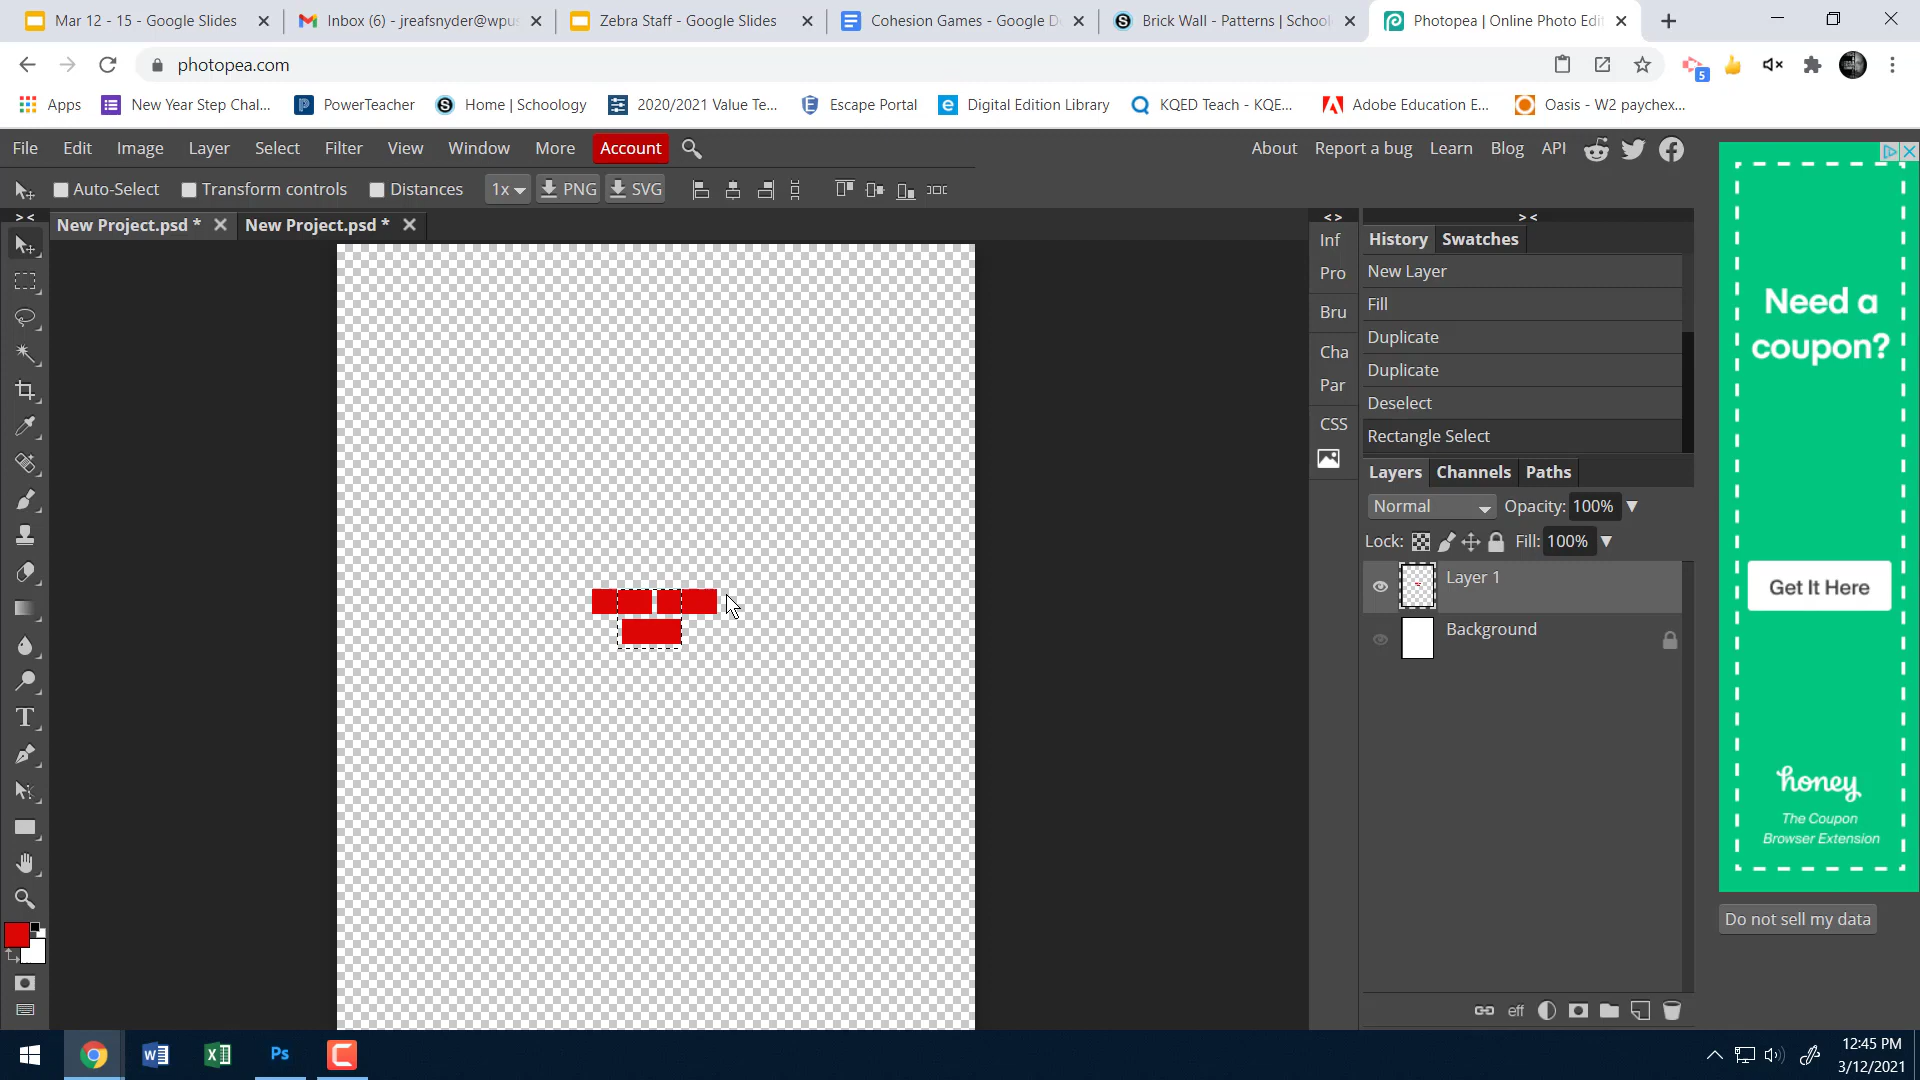 Mar 12 - 15 - Google Slides
Inbox (6) - jreafsnyder@wpus
Zebra Staff - Google Slides
Cohesion Games - Google D
Brick Wall - Patterns | School
Photopea | Online Photo Edit
photopea.com
5
Apps
New Year Step Chal...
PowerTeacher
Home | Schoology
2020/2021 Value Te...
Escape Portal
Digital Edition Library
KQED Teach - KQE...
Adobe Education E...
Oasis - W2 paychex...
File Edit Image Layer Select Filter View Window More Account
About Report a bug Learn Blog API
Auto-Select Transform controls Distances 1x PNG SVG
New Project.psd * New Project.psd *
Inf
Pro
Bru
Cha
Par
CSS
History Swatches
New Layer
Fill
Duplicate
Duplicate
Deselect
Rectangle Select
Layers Channels Paths
Normal Opacity: 100%
Lock: Fill: 100%
Layer 1
Background
eff
Need a
coupon?
Get It Here
honey
The Coupon
Browser Extension
Do not sell my data
12:45 PM
3/12/2021